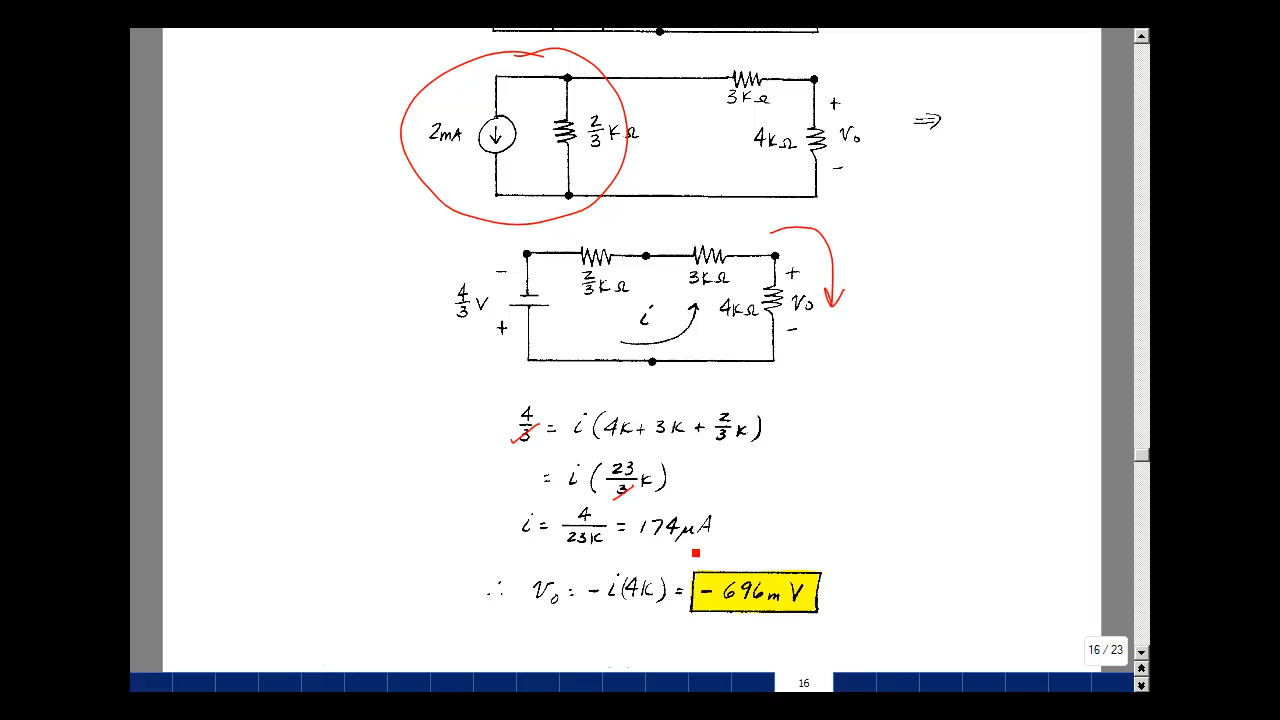 3KΩ
2mA
2/3 KΩ
4KΩ
+
V₀
-
⇒
-
4/3 V
+
2/3 KΩ
3KΩ
i
4KΩ
+
V₀
-
4/3 = i(4K + 3K + 2/3 K)
= i(23/3 K)
i = 4/23K = 174μA
∴ V₀ = -i(4K) = -696mV
16 / 23
16